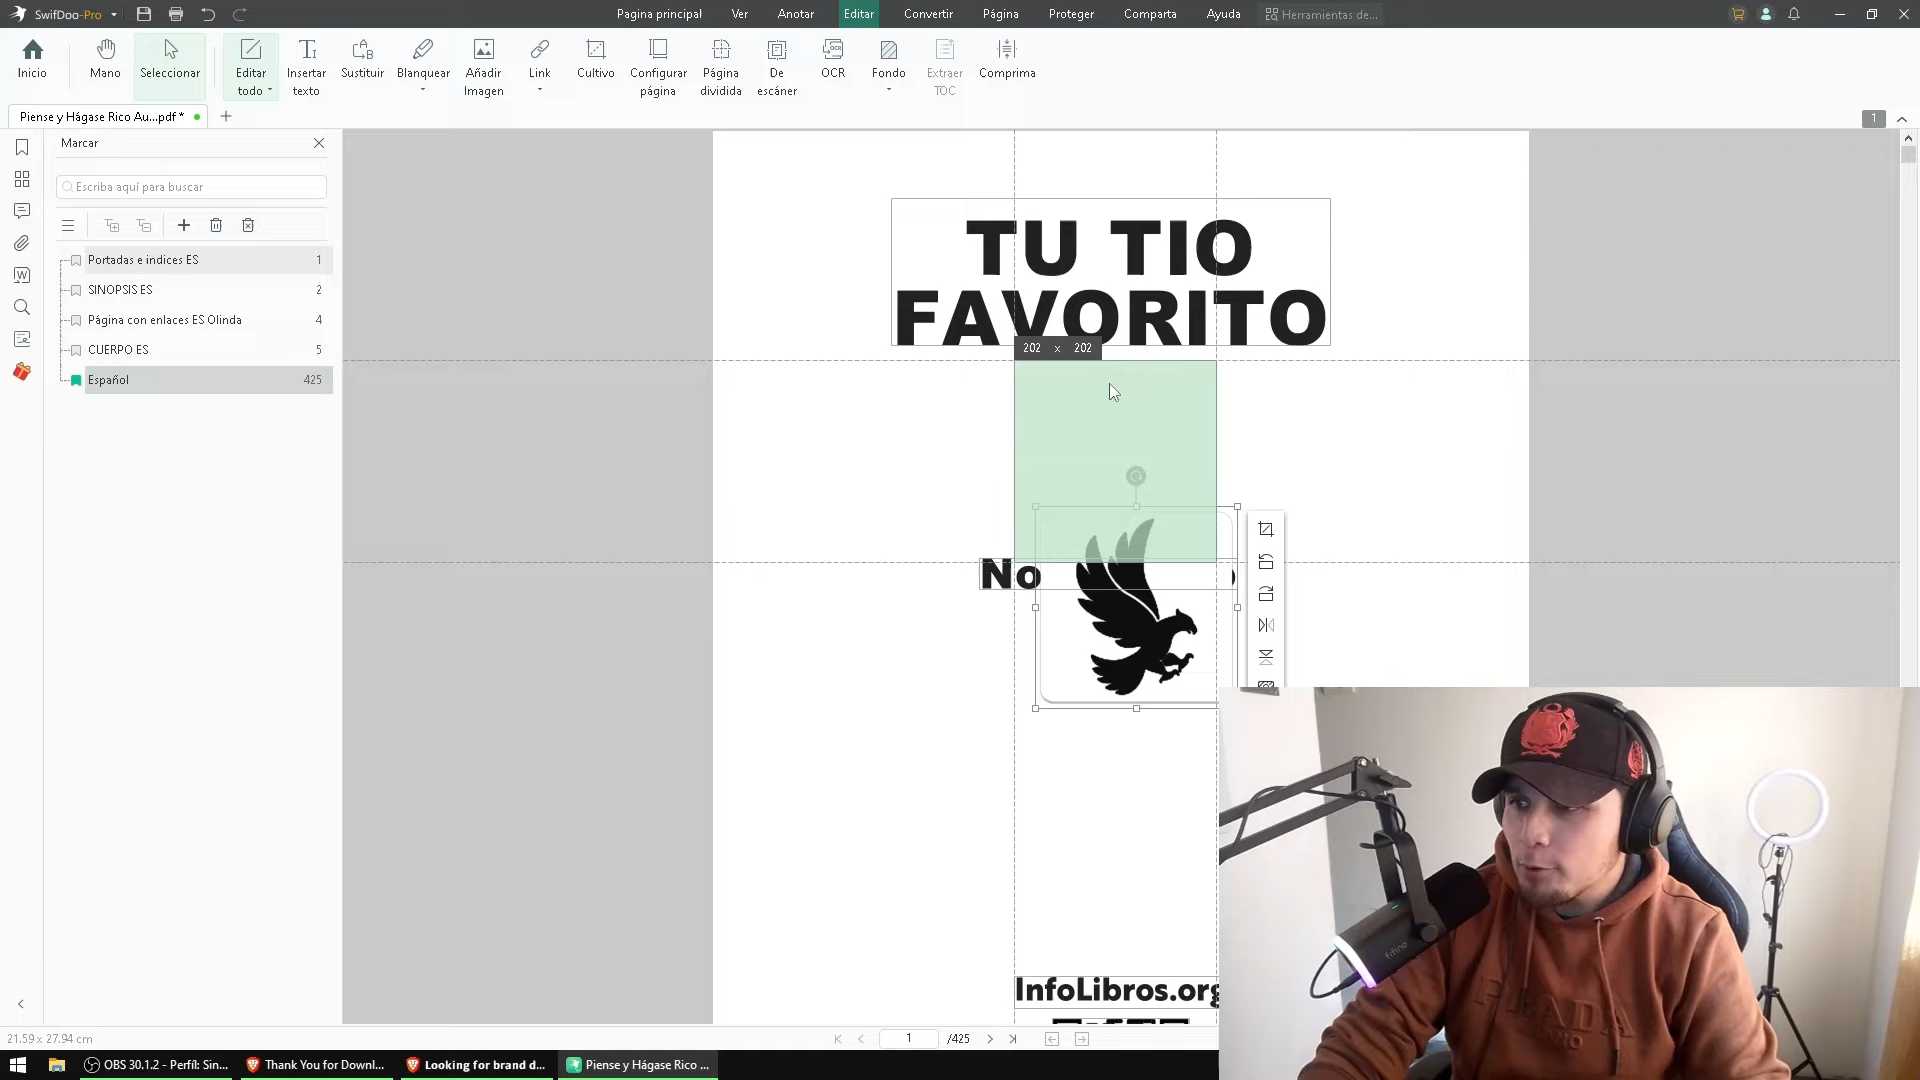 SwifDoo-Pro
Pagina principal
Ver
Anotar
Editar
Convertir
Página
Proteger
Comparta
Ayuda
Herramientas de...
Inicio
Mano
Seleccionar
Editar
todo
Insertar
texto
Sustituir
Blanquear
Añadir
Imagen
Link
Cultivo
Configurar
página
Página
dividida
De
escáner
OCR
Fondo
Extraer
TOC
Comprima
Piense y Hágase Rico Au...pdf *
1
Marcar
Escriba aquí para buscar
Portadas e indices ES 1
SINOPSIS ES 2
Página con enlaces ES Olinda 4
CUERPO ES 5
Español 425
TU TIO
FAVORITO
202 x 202
No
InfoLibros.org
21.59 x 27.94 cm
1 /425
OBS 30.1.2 - Perfil: Sin...
Thank You for Downl...
Looking for brand d...
Piense y Hágase Rico ...